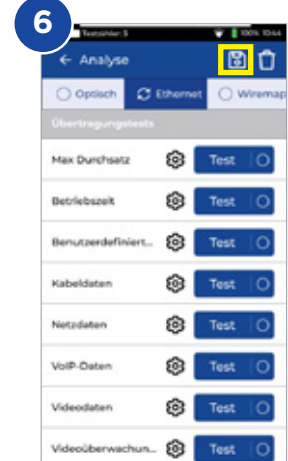 6
Testzähler: 3 100% 10:44
← Analyse
Optisch Ethernet Wiremap
Übertragungstests
Max Durchsatz Test
Betriebszeit Test
Benutzerdefiniert... Test
Kabeldaten Test
Netzdaten Test
VoIP-Daten Test
Videodaten Test
Videoüberwachun... Test